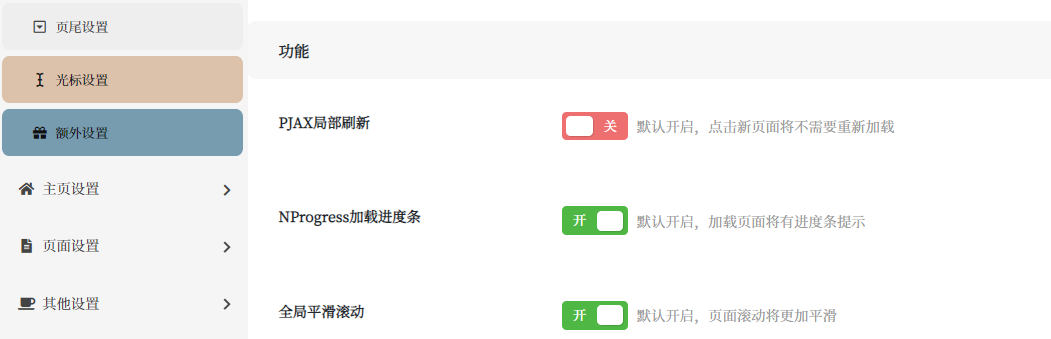 页尾设置
光标设置
额外设置
主页设置
页面设置
其他设置
功能
PJAX局部刷新
关 默认开启，点击新页面将不需要重新加载
NProgress加载进度条
开 默认开启，加载页面将有进度条提示
全局平滑滚动
开 默认开启，页面滚动将更加平滑